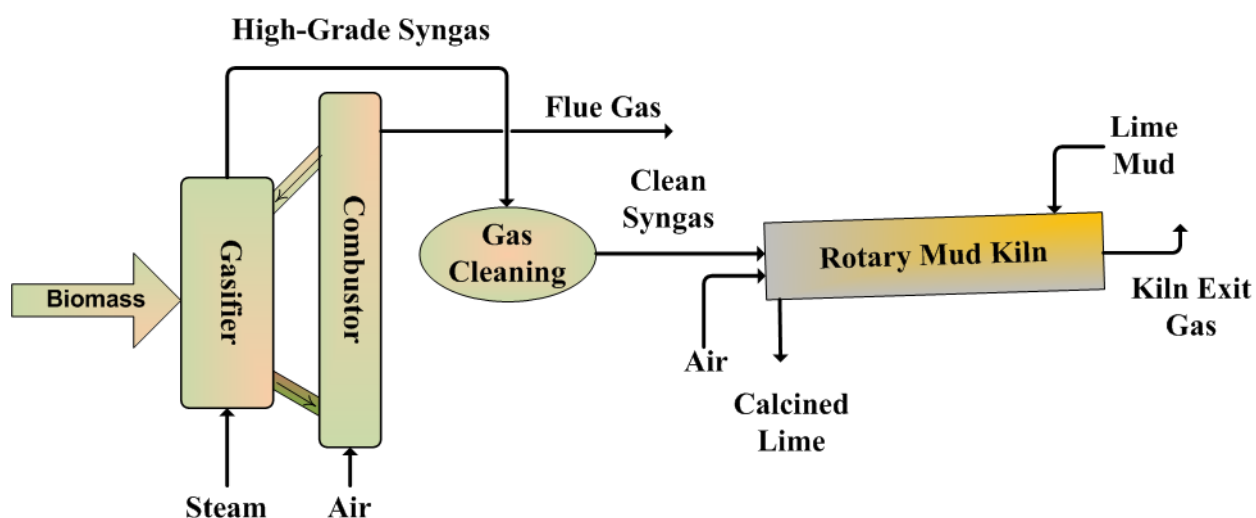 High-Grade Syngas
Flue Gas
Lime
Mud
Clean
Syngas
Gasifier
Combustor
Gas
Cleaning
Rotary Mud Kiln
Biomass
Kiln Exit
Gas
Air
Calcined
Lime
Steam
Air